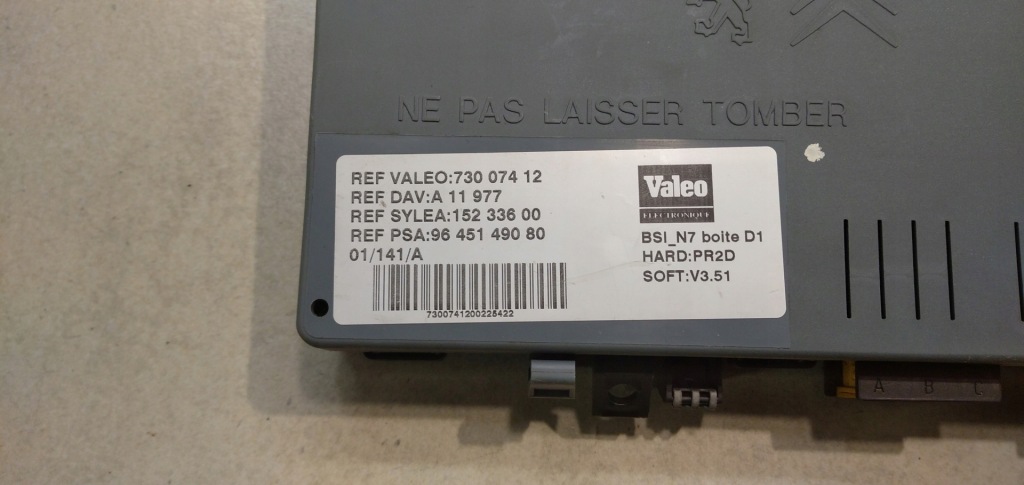 NE PAS LAISSER TOMBER
REF VALEO:730 074 12
REF DAV:A 11 977
REF SYLEA:152 336 00
REF PSA:96 451 490 80
01/141/A
7300741200225422
Valeo
ELECTRONIQUE
BSI_N7 boite D1
HARD:PR2D
SOFT:V3.51
A B C